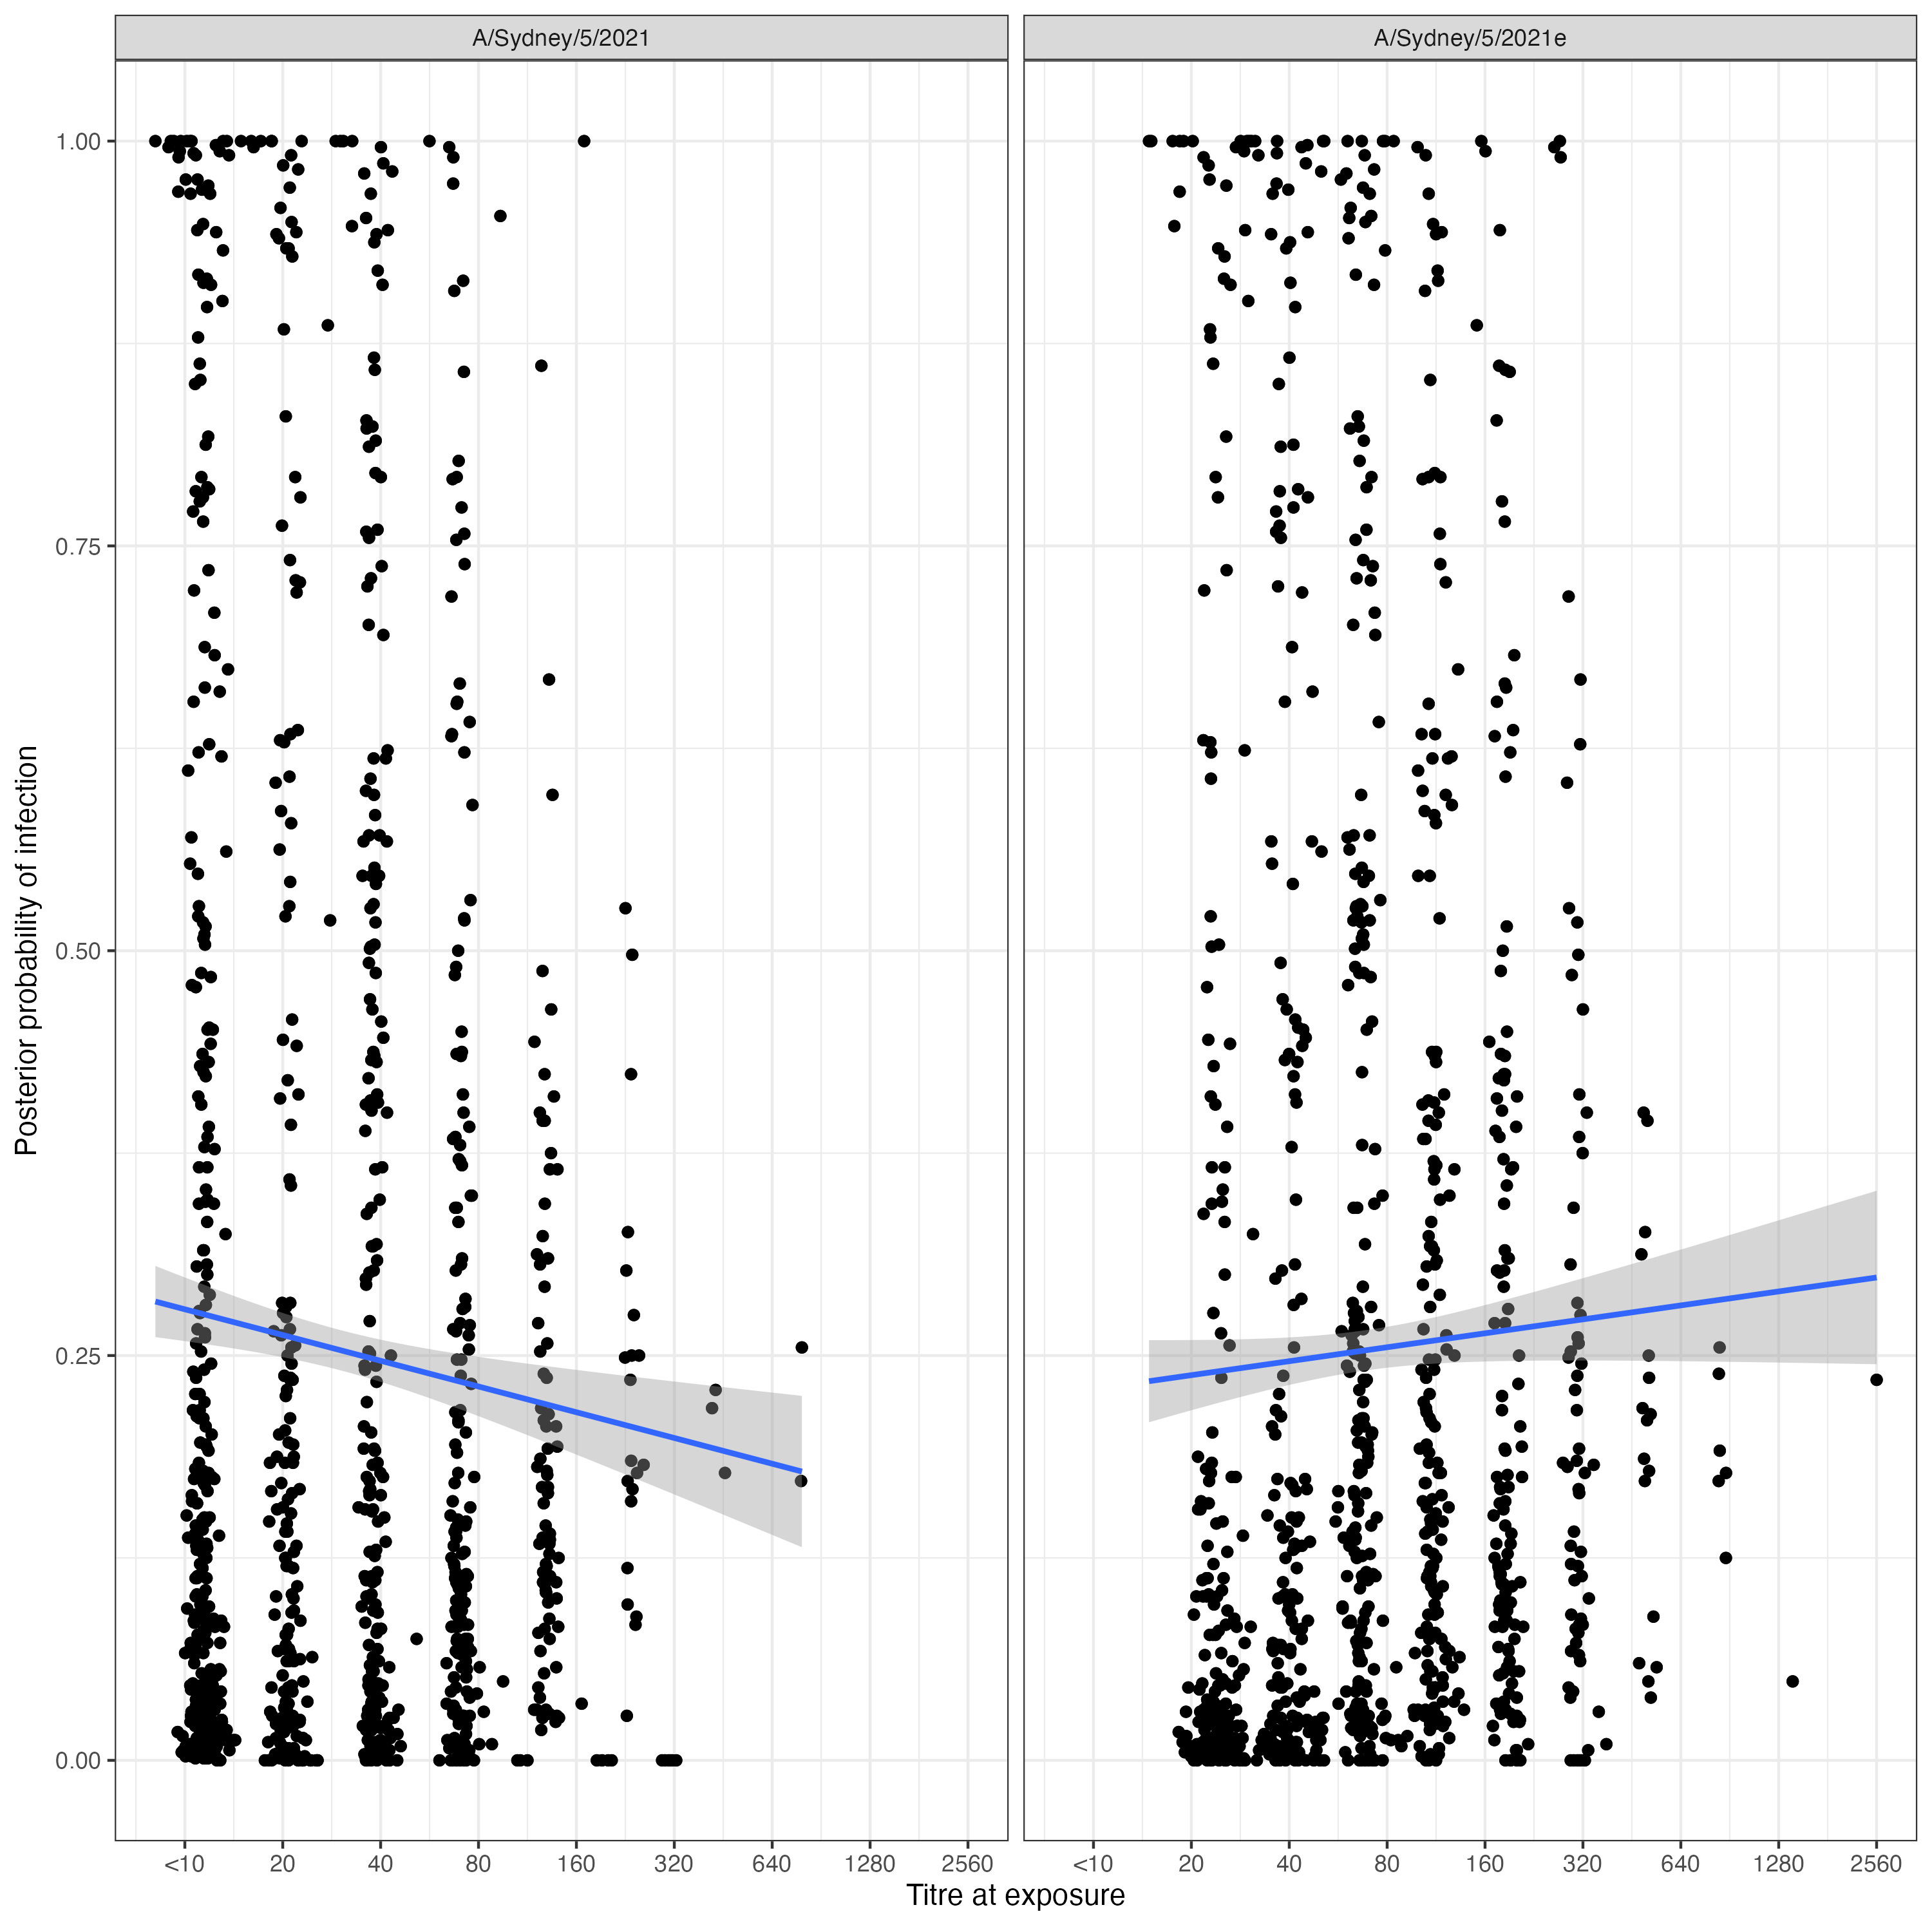 A/Sydney/5/2021
A/Sydney/5/2021e
Posterior probability of infection
1.00
0.75
0.50
0.25
0.00
<10 20 40 80 160 320 640 1280 2560
<10 20 40 80 160 320 640 1280 2560
Titre at exposure